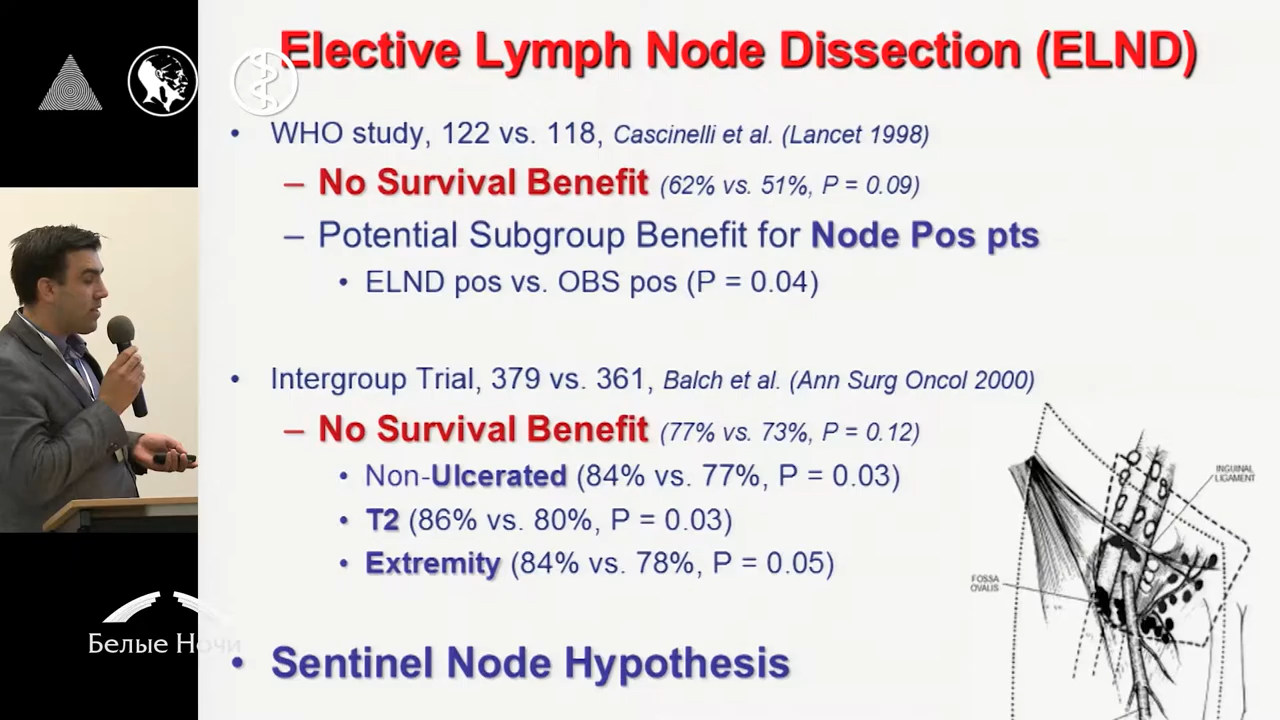 Elective Lymph Node Dissection (ELND)
• WHO study, 122 vs. 118, Cascinelli et al. (Lancet 1998)
– No Survival Benefit (62% vs. 51%, P = 0.09)
– Potential Subgroup Benefit for Node Pos pts
• ELND pos vs. OBS pos (P = 0.04)
• Intergroup Trial, 379 vs. 361, Balch et al. (Ann Surg Oncol 2000)
– No Survival Benefit (77% vs. 73%, P = 0.12)
• Non-Ulcerated (84% vs. 77%, P = 0.03)
• T2 (86% vs. 80%, P = 0.03)
• Extremity (84% vs. 78%, P = 0.05)
INGUINAL
LIGAMENT
FOSSA
OVALIS
Белые Ночи
• Sentinel Node Hypothesis